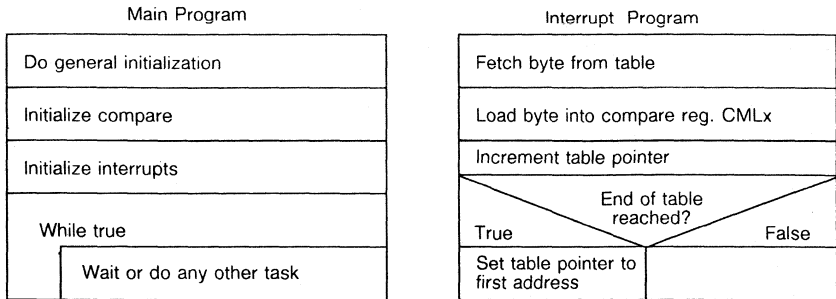 Main Program
Do general initialization
Initialize compare
Initialize interrupts
While true
Wait or do any other task
Interrupt Program
Fetch byte from table
Load byte into compare reg. CMLx
Increment table pointer
End of table
reached?
True
False
Set table pointer to
first address